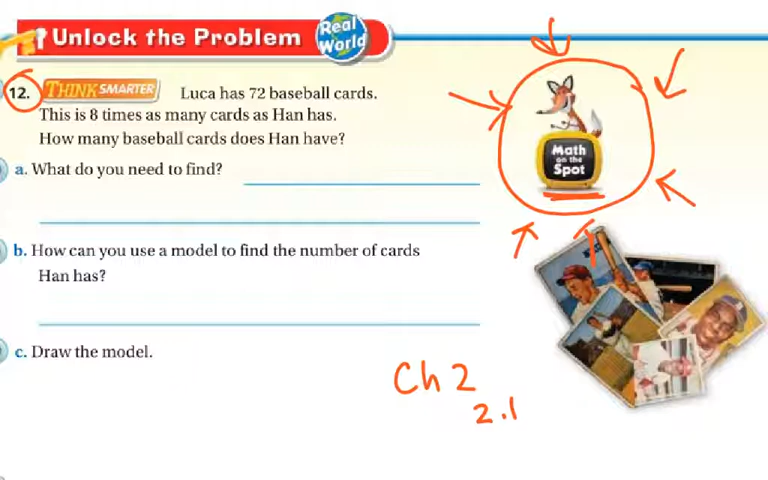 Unlock the Problem
Real
World
12. THINK SMARTER Luca has 72 baseball cards.
This is 8 times as many cards as Han has.
How many baseball cards does Han have?
Math
on the
Spot
a. What do you need to find?
b. How can you use a model to find the number of cards
Han has?
c. Draw the model.
Ch 2
2.1